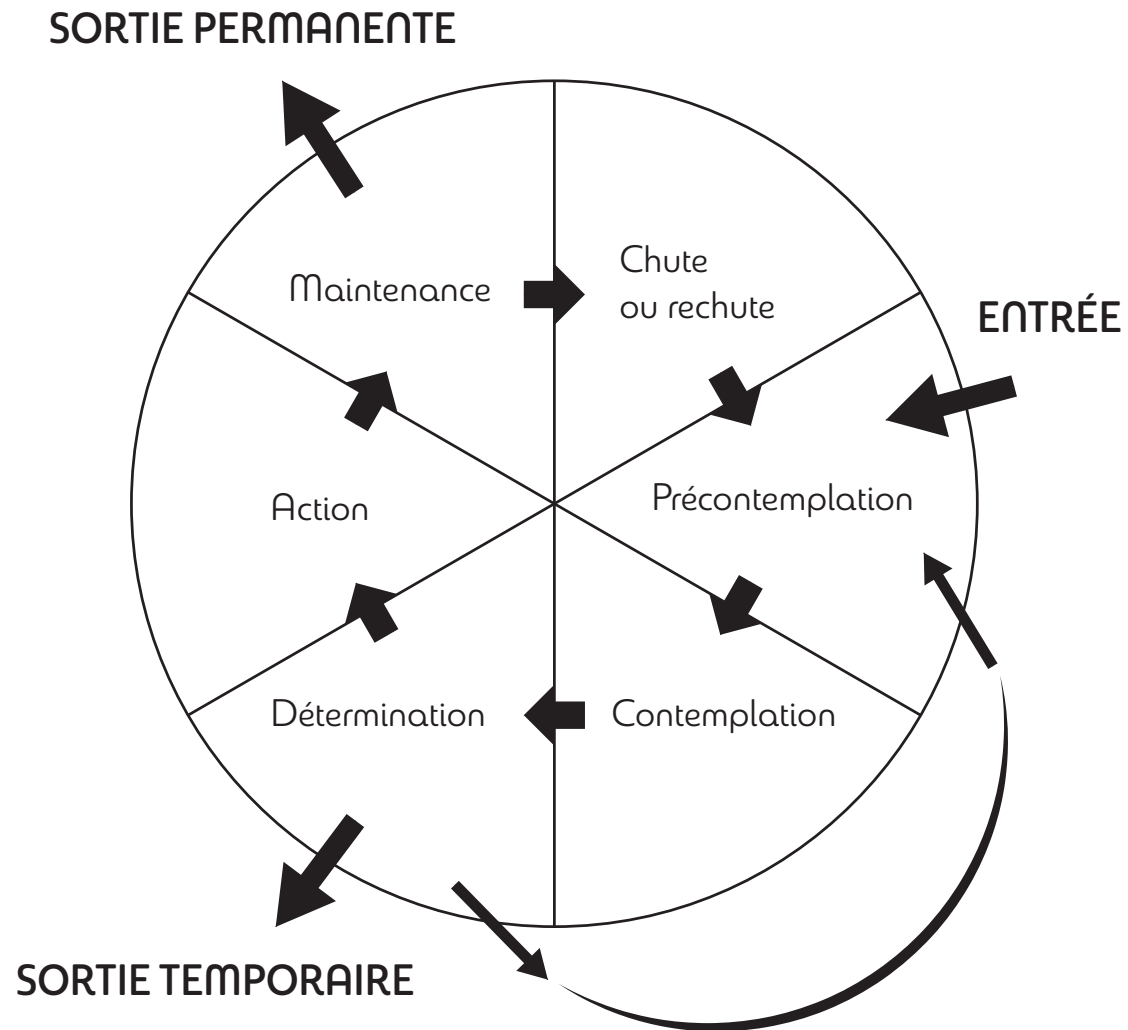 SORTIE PERMANENTE
Maintenance
Chute
ou rechute
ENTRÉE
Action
Précontemplation
Détermination
Contemplation
SORTIE TEMPORAIRE